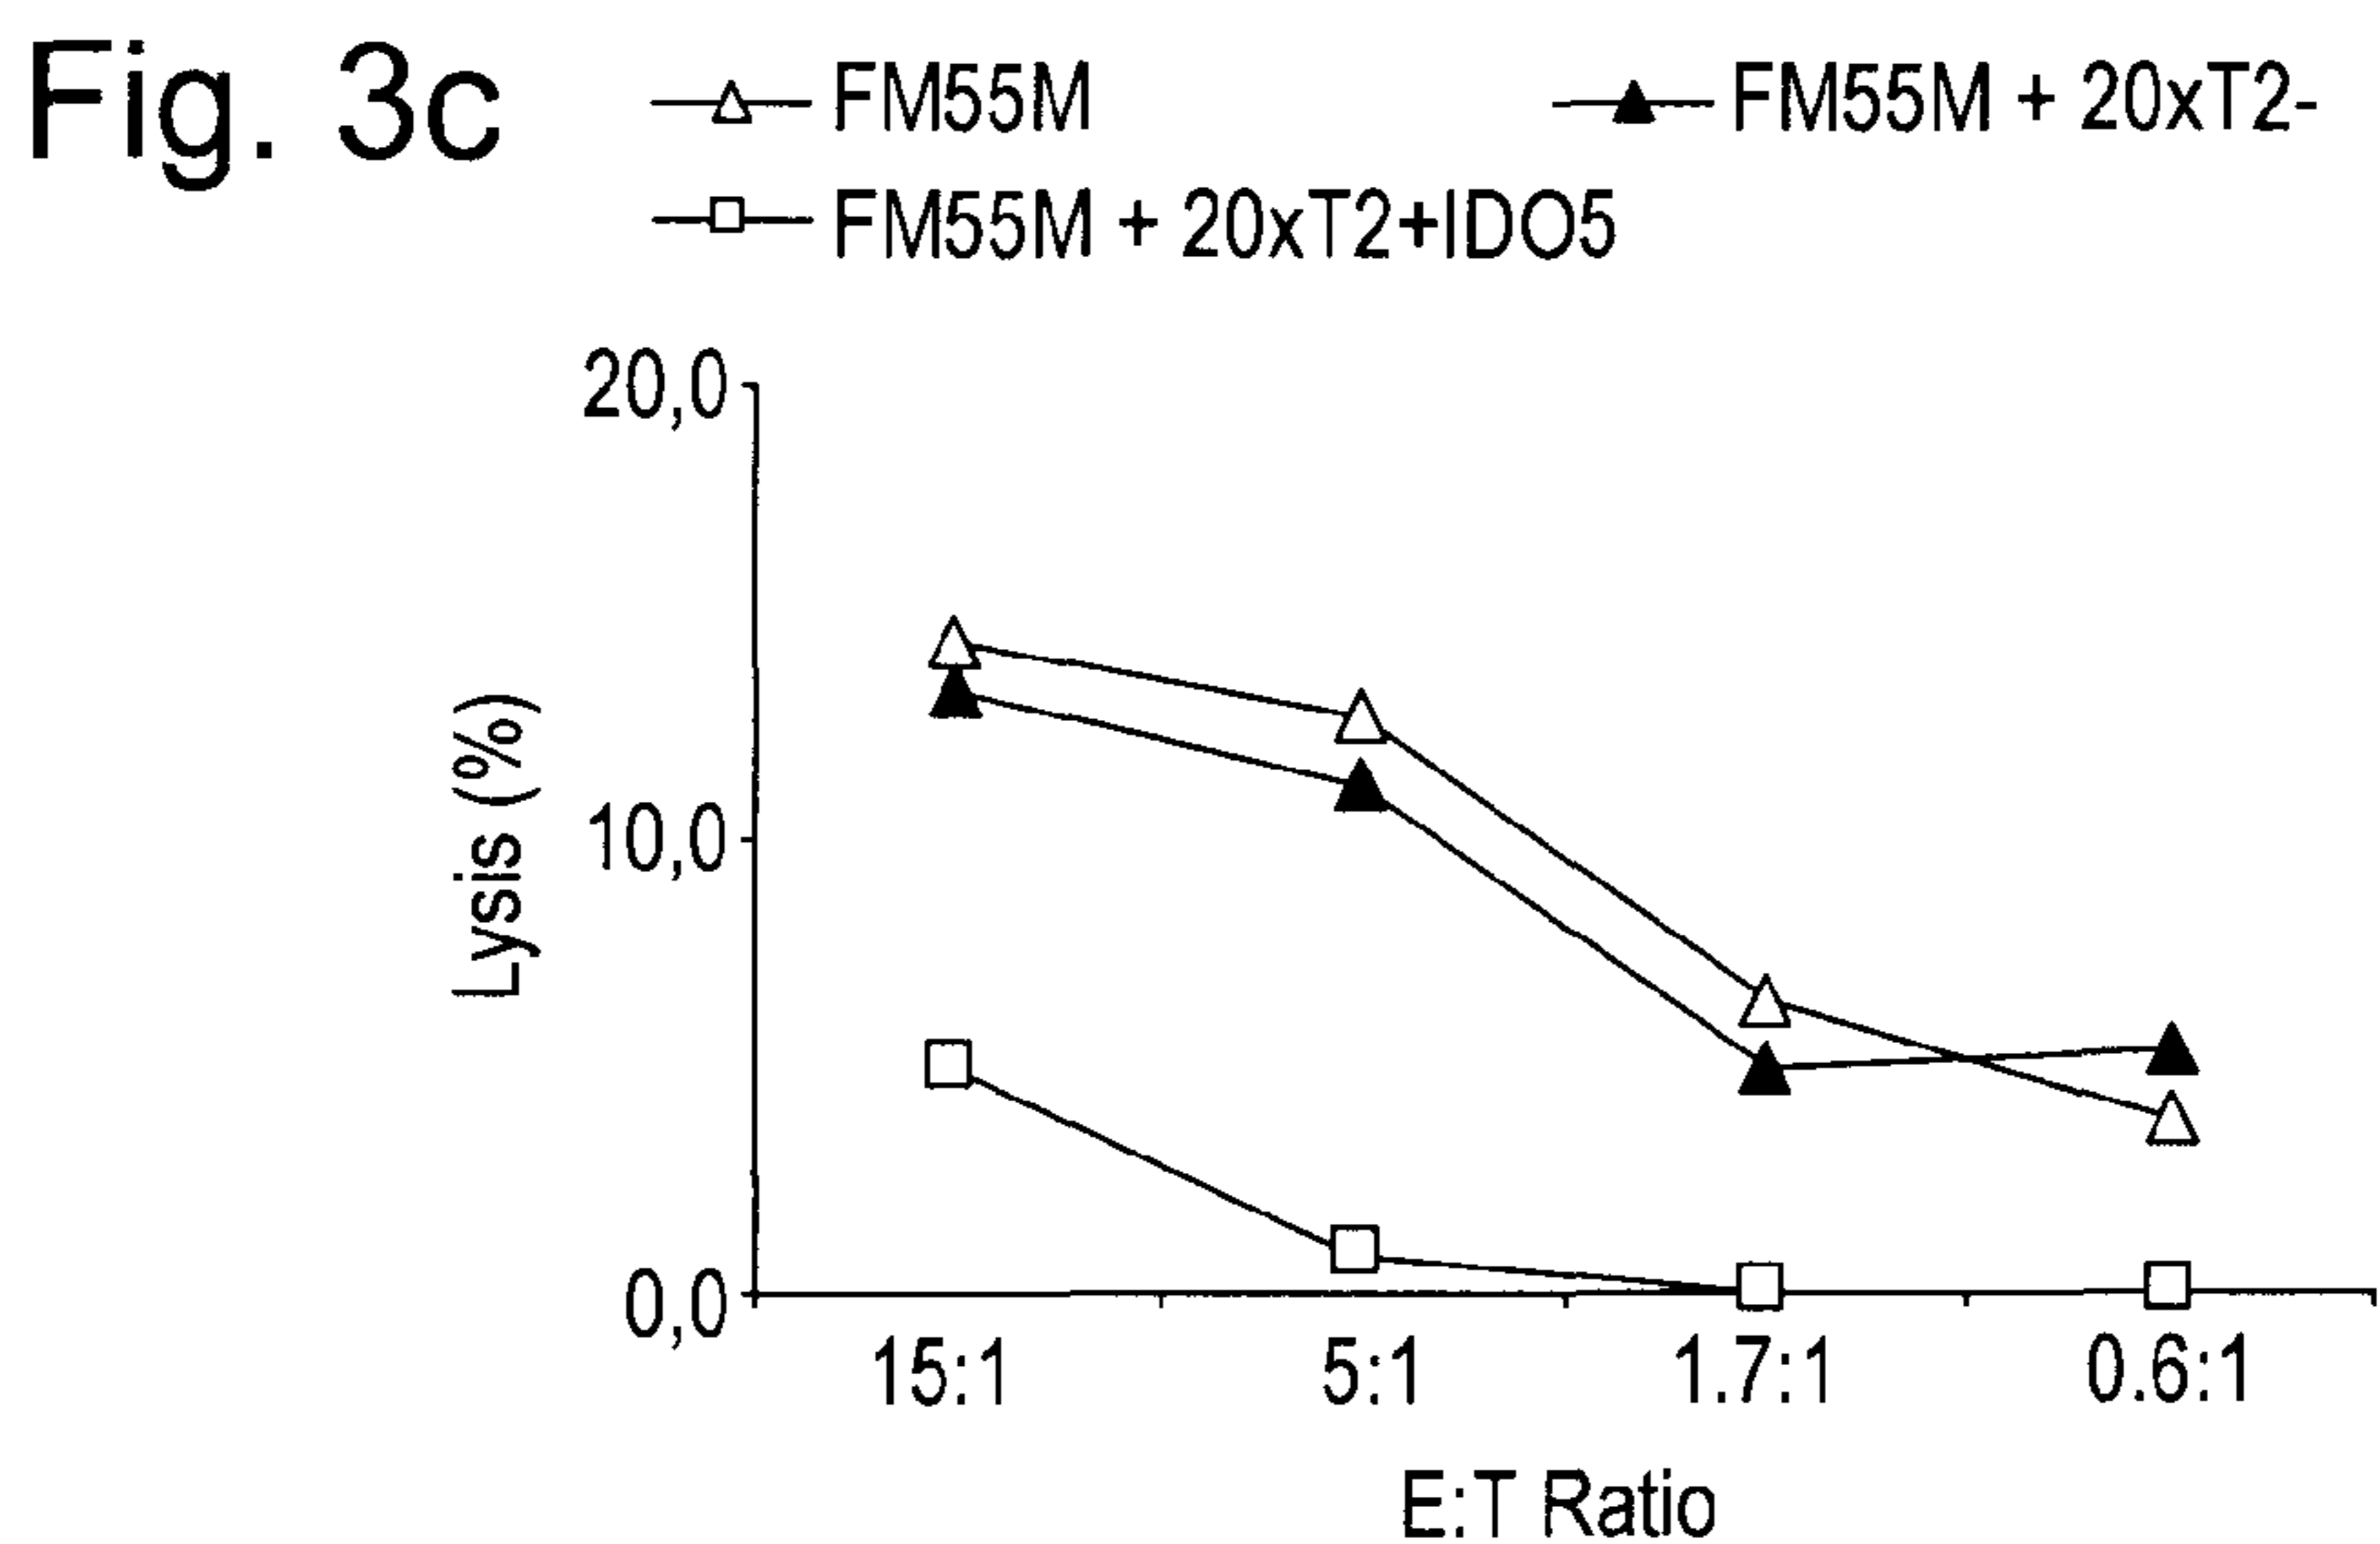 Fig. 3c
FM55M
FM55M + 20xT2-
FM55M + 20xT2+IDO5
20,0
10,0
0,0
Lysis (%)
15:1 5:1 1.7:1 0.6:1
E:T Ratio